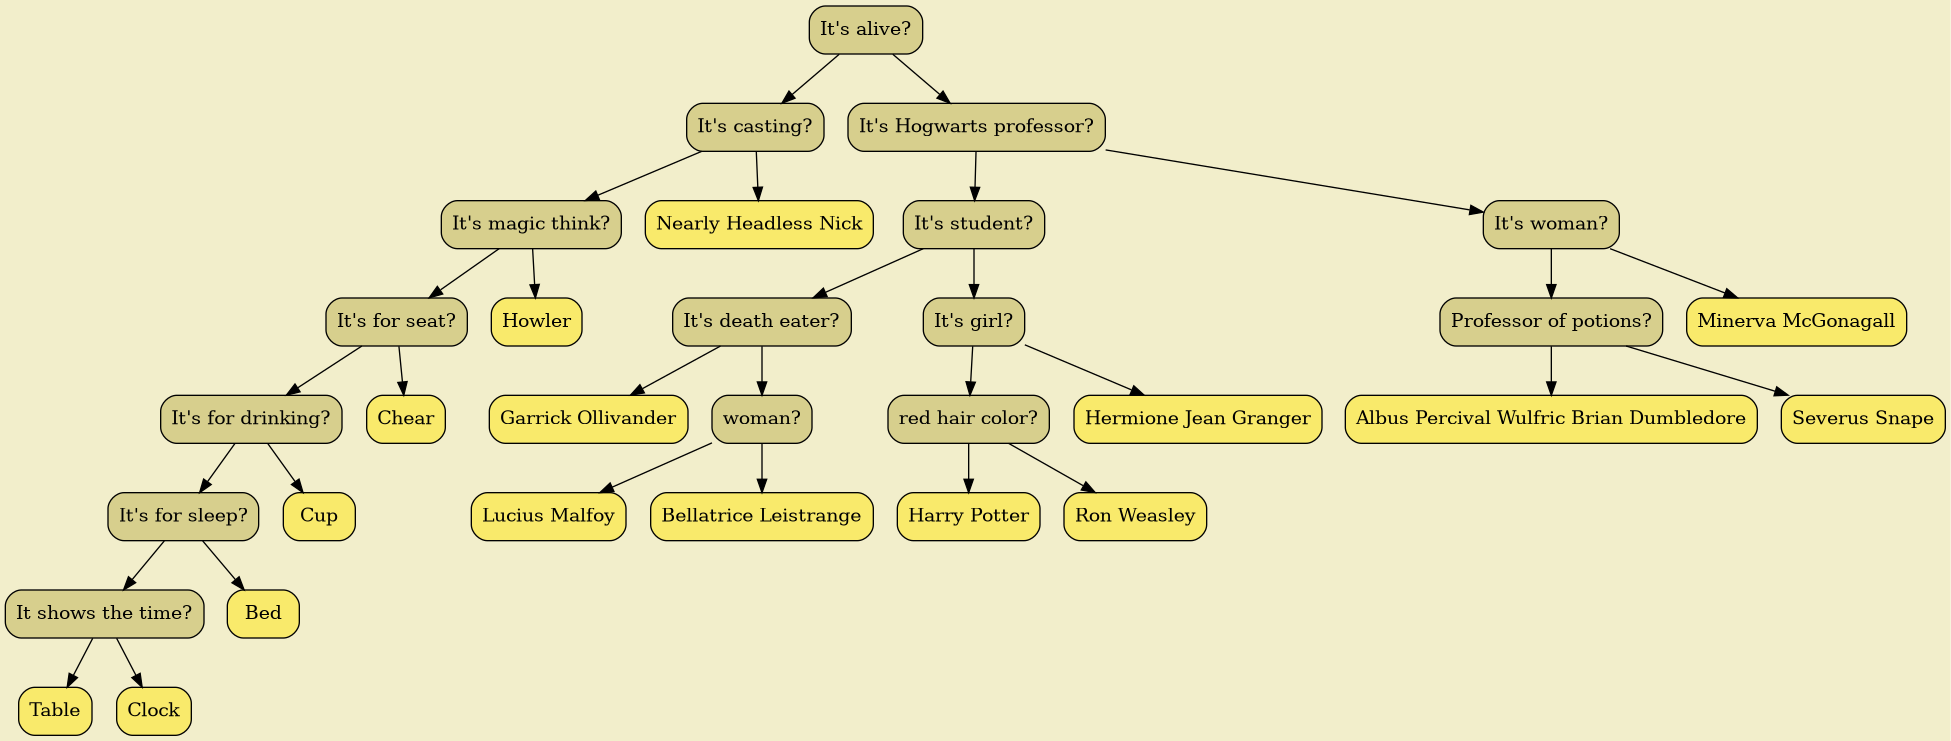 It's alive?
It's casting?
It's Hogwarts professor?
It's magic think?
Nearly Headless Nick
It's student?
It's woman?
It's for seat?
Howler
It's death eater?
It's girl?
Professor of potions?
Minerva McGonagall
It's for drinking?
Chear
Garrick Ollivander
woman?
red hair color?
Hermione Jean Granger
Albus Percival Wulfric Brian Dumbledore
Severus Snape
It's for sleep?
Cup
Lucius Malfoy
Bellatrice Leistrange
Harry Potter
Ron Weasley
It shows the time?
Bed
Table
Clock